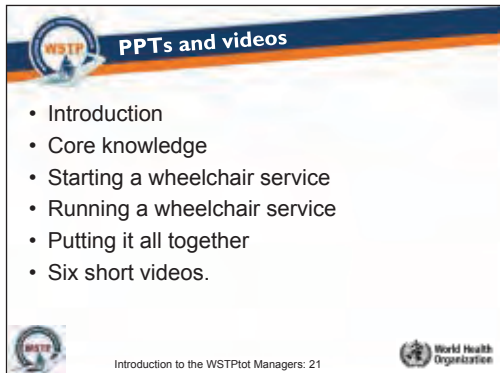 WSTP
PPTs and videos
• Introduction
• Core knowledge
• Starting a wheelchair service
• Running a wheelchair service
• Putting it all together
• Six short videos.
WSTP
Introduction to the WSTPtot Managers: 21
World Health
Organization